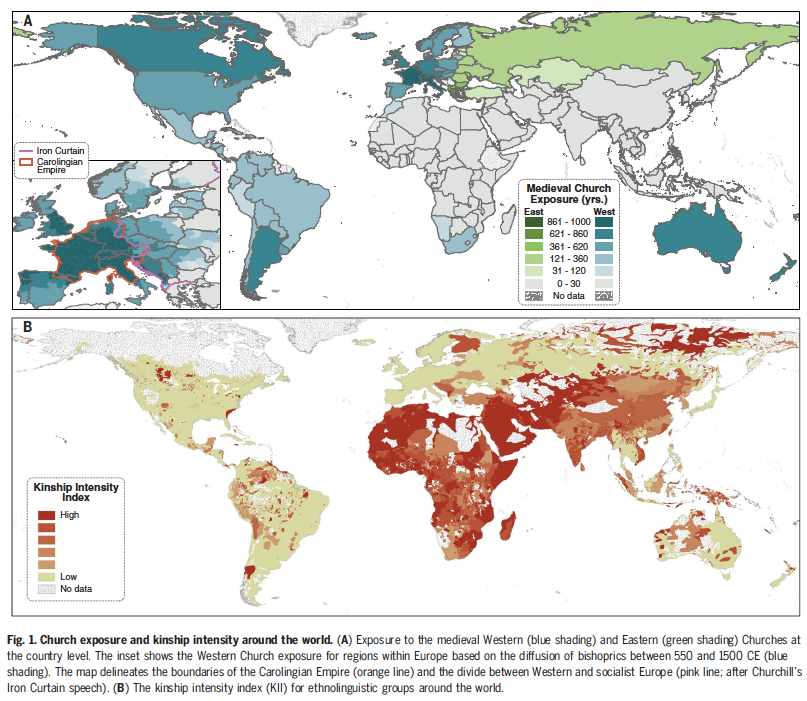 A
Iron Curtain
Carolingian
Empire
Medieval Church
Exposure (yrs.)
East West
861 - 1000
621 - 860
361 - 620
121 - 360
31 - 120
0 - 30
No data
B
Kinship Intensity
Index
High
Low
No data
Fig. 1. Church exposure and kinship intensity around the world. (A) Exposure to the medieval Western (blue shading) and Eastern (green shading) Churches at
the country level. The inset shows the Western Church exposure for regions within Europe based on the diffusion of bishoprics between 550 and 1500 CE (blue
shading). The map delineates the boundaries of the Carolingian Empire (orange line) and the divide between Western and socialist Europe (pink line; after Churchill's
Iron Curtain speech). (B) The kinship intensity index (KII) for ethnolinguistic groups around the world.